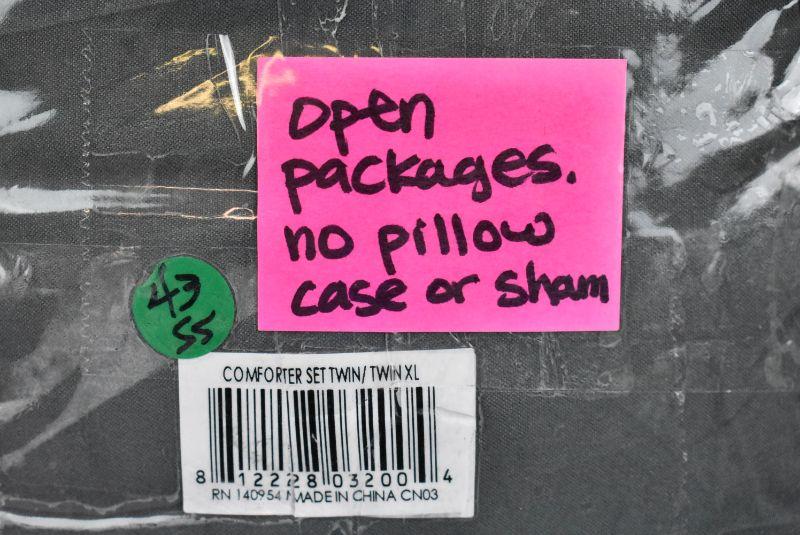 Open
packages.
no pillow
case or sham
43
SS
COMFORTER SET TWIN/ TWIN XL
8 12228 03200 4
RN 140954 MADE IN CHINA CN03